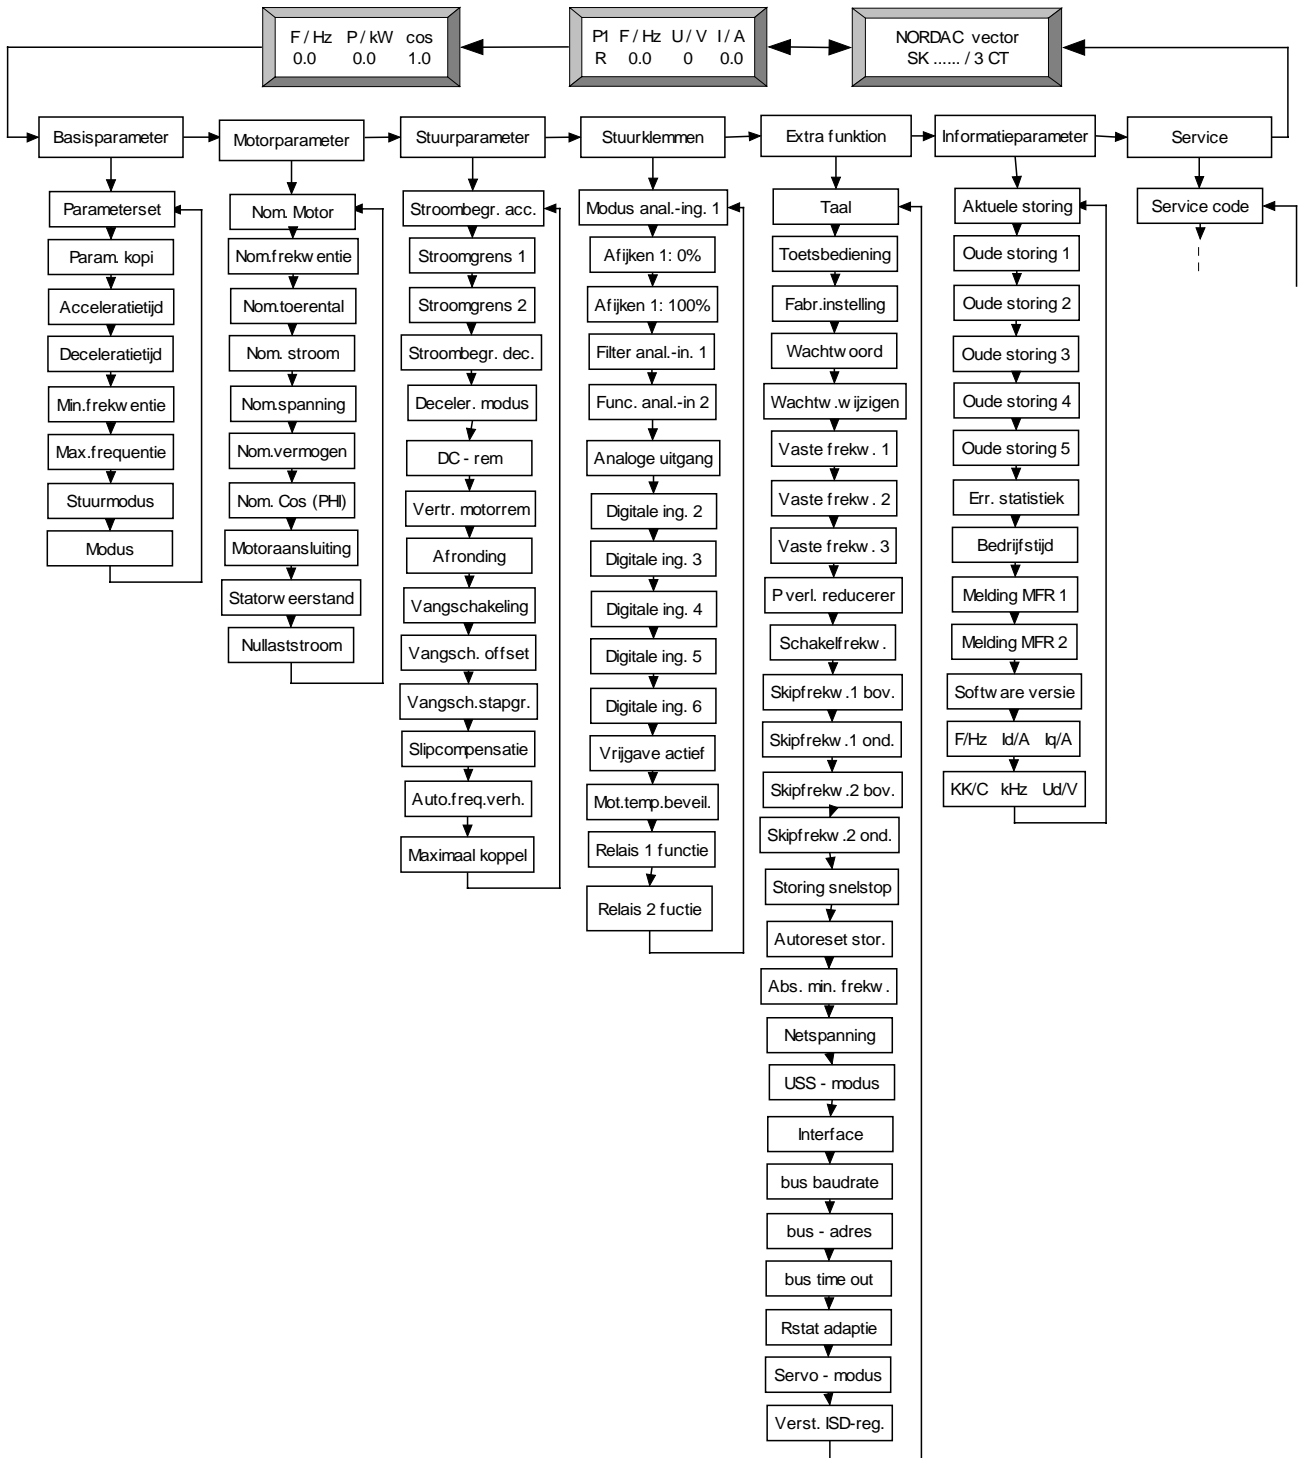 F / Hz P / kW cos
0.0 0.0 1.0
P1 F / Hz U / V I / A
R 0.0 0 0.0
NORDAC vector
SK ...... / 3 CT
Basisparameter
Motorparameter
Stuurparameter
Stuurklemmen
Extra funktion
Informatieparameter
Service
Parameterset
Param. kopi
Acceleratietijd
Deceleratietijd
Min.frekwentie
Max.frequentie
Stuurmodus
Modus
Nom. Motor
Nom.frekwentie
Nom.toerental
Nom. stroom
Nom.spanning
Nom.vermogen
Nom. Cos (PHI)
Motoraansluiting
Statorweerstand
Nullaststroom
Stroombegr. acc.
Stroomgrens 1
Stroomgrens 2
Stroombegr. dec.
Deceler. modus
DC - rem
Vertr. motorrem
Afronding
Vangschakeling
Vangsch. offset
Vangsch.stapgr.
Slipcompensatie
Auto.freq.verh.
Maximaal koppel
Modus anal.-ing. 1
Afijken 1: 0%
Afijken 1: 100%
Filter anal.-in. 1
Func. anal.-in 2
Analoge uitgang
Digitale ing. 2
Digitale ing. 3
Digitale ing. 4
Digitale ing. 5
Digitale ing. 6
Vrijgave actief
Mot.temp.beveil.
Relais 1 functie
Relais 2 fuctie
Taal
Toetsbediening
Fabr.instelling
Wachtwoord
Wachtw.wijzigen
Vaste frekw. 1
Vaste frekw. 2
Vaste frekw. 3
P verl. reducerer
Schakelfrekw.
Skipfrekw.1 bov.
Skipfrekw.1 ond.
Skipfrekw.2 bov.
Skipfrekw.2 ond.
Storing snelstop
Autoreset stor.
Abs. min. frekw.
Netspanning
USS - modus
Interface
bus baudrate
bus - adres
bus time out
Rstat adaptie
Servo - modus
Verst. ISD-reg.
Aktuele storing
Oude storing 1
Oude storing 2
Oude storing 3
Oude storing 4
Oude storing 5
Err. statistiek
Bedrijfstijd
Melding MFR 1
Melding MFR 2
Software versie
F/Hz Id/A Iq/A
KK/C kHz Ud/V
Service code